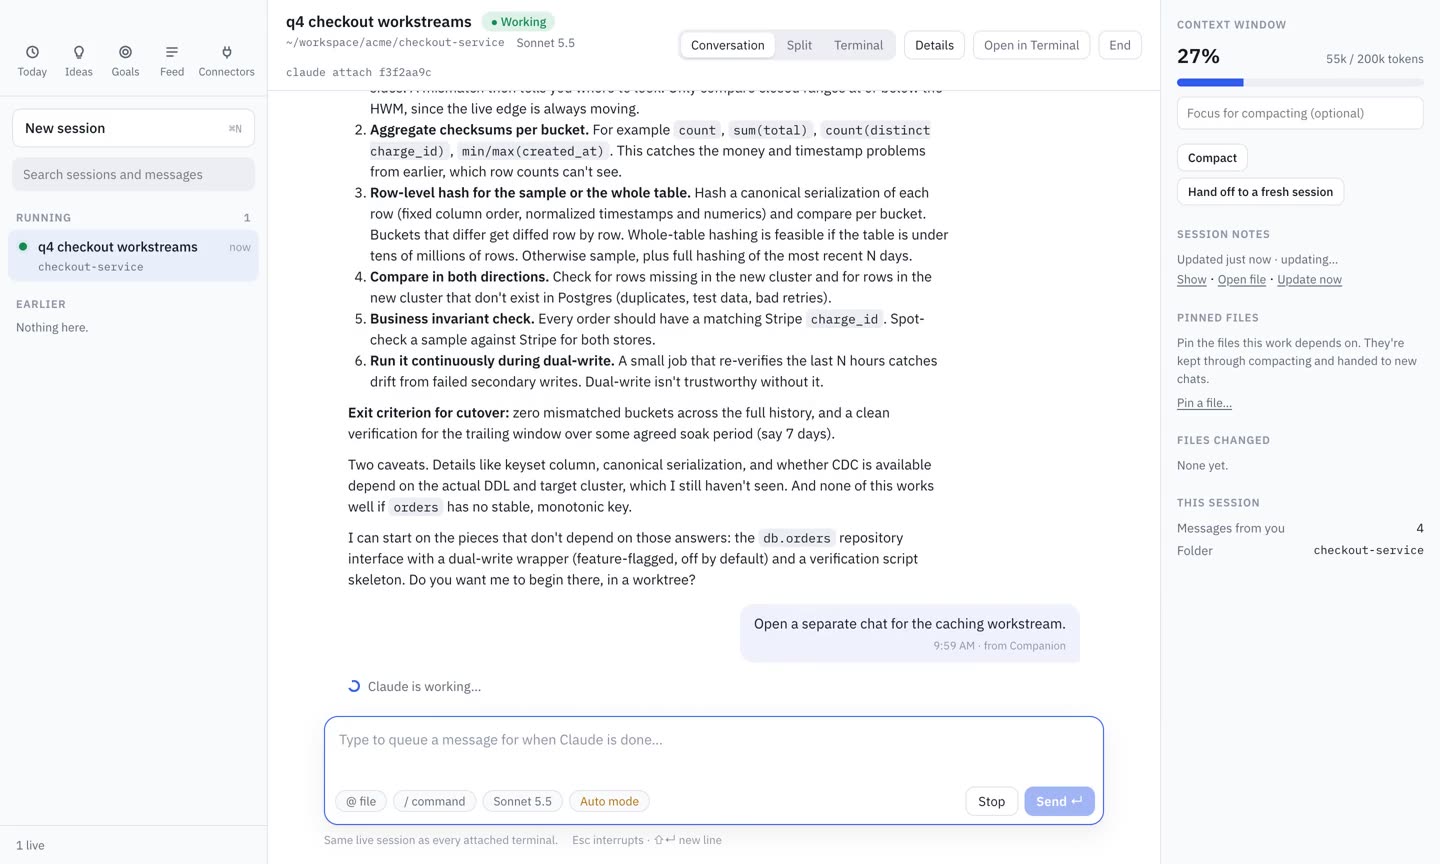 Today
Ideas
Goals
Feed
Connectors
New session
⌘N
Search sessions and messages
RUNNING
1
q4 checkout workstreams
now
checkout-service
EARLIER
Nothing here.
1 live
q4 checkout workstreams
Working
~/workspace/acme/checkout-service
Sonnet 5.5
claude attach f3f2aa9c
Conversation
Split
Terminal
Details
Open in Terminal
End
HWM, since the live edge is always moving.
2. Aggregate checksums per bucket. For example count, sum(total), count(distinct
charge_id), min/max(created_at). This catches the money and timestamp problems
from earlier, which row counts can't see.
3. Row-level hash for the sample or the whole table. Hash a canonical serialization of each
row (fixed column order, normalized timestamps and numerics) and compare per bucket.
Buckets that differ get diffed row by row. Whole-table hashing is feasible if the table is under
tens of millions of rows. Otherwise sample, plus full hashing of the most recent N days.
4. Compare in both directions. Check for rows missing in the new cluster and for rows in the
new cluster that don't exist in Postgres (duplicates, test data, bad retries).
5. Business invariant check. Every order should have a matching Stripe charge_id. Spot-
check a sample against Stripe for both stores.
6. Run it continuously during dual-write. A small job that re-verifies the last N hours catches
drift from failed secondary writes. Dual-write isn't trustworthy without it.
Exit criterion for cutover: zero mismatched buckets across the full history, and a clean
verification for the trailing window over some agreed soak period (say 7 days).
Two caveats. Details like keyset column, canonical serialization, and whether CDC is available
depend on the actual DDL and target cluster, which I still haven't seen. And none of this works
well if orders has no stable, monotonic key.
I can start on the pieces that don't depend on those answers: the db.orders repository
interface with a dual-write wrapper (feature-flagged, off by default) and a verification script
skeleton. Do you want me to begin there, in a worktree?
Open a separate chat for the caching workstream.
9:59 AM · from Companion
Claude is working...
Type to queue a message for when Claude is done...
@ file
/ command
Sonnet 5.5
Auto mode
Stop
Send ↵
Same live session as every attached terminal.
Esc interrupts · ⇧↵ new line
CONTEXT WINDOW
27%
55k / 200k tokens
Focus for compacting (optional)
Compact
Hand off to a fresh session
SESSION NOTES
Updated just now · updating...
Show · Open file · Update now
PINNED FILES
Pin the files this work depends on. They're
kept through compacting and handed to new
chats.
Pin a file...
FILES CHANGED
None yet.
THIS SESSION
Messages from you
4
Folder
checkout-service